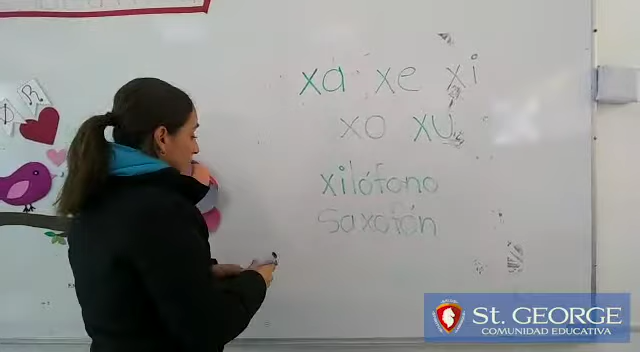 xa xe xi
xo xu
xilófono
saxofón
ST. GEORGE
COMUNIDAD EDUCATIVA